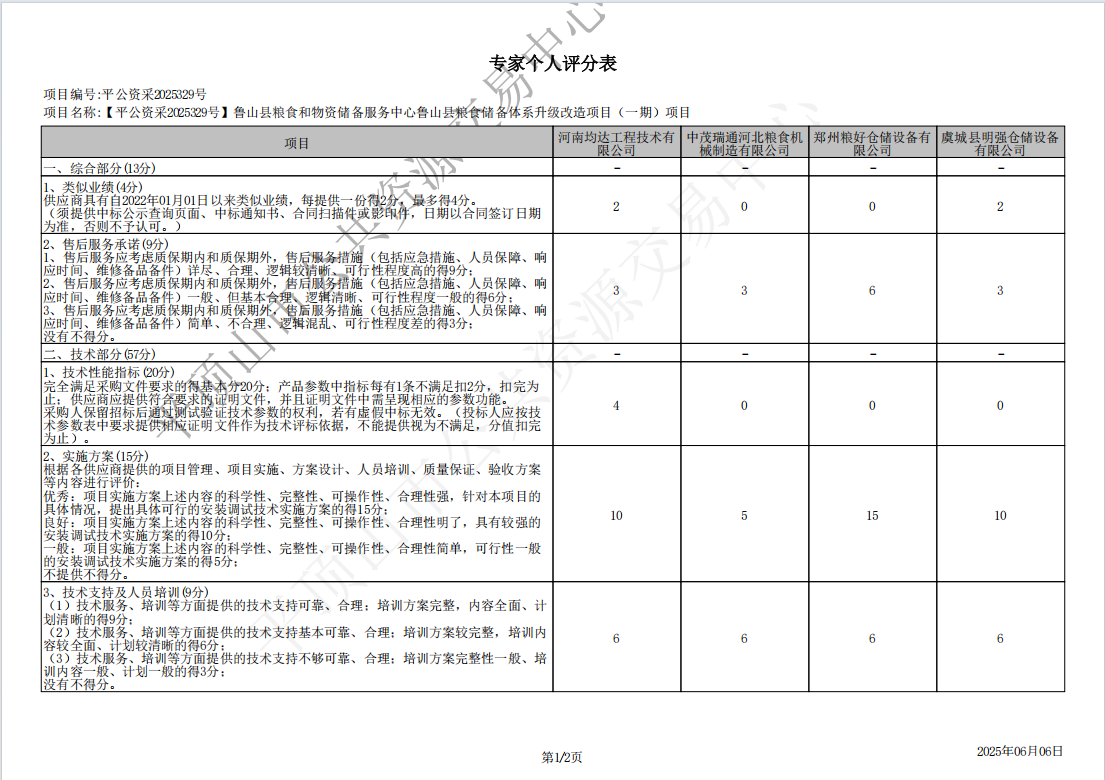 专家个人评分表
项目编号:平公资采2025329号
项目名称:【平公资采2025329号】鲁山县粮食和物资储备服务中心鲁山县粮食储备体系升级改造项目（一期）项目
项目
河南均达工程技术有
限公司
中茂瑞通河北粮食机
械制造有限公司
郑州粮好仓储设备有
限公司
虞城县明强仓储设备
有限公司
一、综合部分(13分)
－ － － －
1、类似业绩(4分)
供应商具有自2022年01月01日以来类似业绩，每提供一份得2分，最多得4分。
（须提供中标公示查询页面、中标通知书、合同扫描件或影印件，日期以合同签订日期
为准，否则不予认可。）
2 0 0 2
2、售后服务承诺(9分)
1、售后服务应考虑质保期内和质保期外，售后服务措施（包括应急措施、人员保障、响
应时间、维修备品备件）详尽、合理、逻辑较清晰、可行性程度高的得9分；
2、售后服务应考虑质保期内和质保期外，售后服务措施（包括应急措施、人员保障、响
应时间、维修备品备件）一般、但基本合理、逻辑清晰、可行性程度一般的得6分；
3、售后服务应考虑质保期内和质保期外，售后服务措施（包括应急措施、人员保障、响
应时间、维修备品备件）简单、不合理、逻辑混乱、可行性程度差的得3分；
没有不得分。
3 3 6 3
二、技术部分(57分)
－ － － －
1、技术性能指标(20分)
完全满足采购文件要求的得基本分20分；产品参数中指标每有1条不满足扣2分，扣完为
止；供应商应提供符合要求的证明文件，并且证明文件中需呈现相应的参数功能。
采购人保留招标后通过测试验证技术参数的权利，若有虚假中标无效。（投标人应按技
术参数表中要求提供相应证明文件作为技术评标依据，不能提供视为不满足，分值扣完
为止）。
4 0 0 0
2、实施方案(15分)
根据各供应商提供的项目管理、项目实施、方案设计、人员培训、质量保证、验收方案
等内容进行评价：
优秀：项目实施方案上述内容的科学性、完整性、可操作性、合理性强，针对本项目的
具体情况，提出具体可行的安装调试技术实施方案的得15分；
良好：项目实施方案上述内容的科学性、完整性、可操作性、合理性明了，具有较强的
安装调试技术实施方案的得10分；
一般：项目实施方案上述内容的科学性、完整性、可操作性、合理性简单，可行性一般
的安装调试技术实施方案的得5分；
不提供不得分。
10 5 15 10
3、技术支持及人员培训(9分)
（1）技术服务、培训等方面提供的技术支持可靠、合理；培训方案完整，内容全面、计
划清晰的得9分；
（2）技术服务、培训等方面提供的技术支持基本可靠、合理；培训方案较完整，培训内
容较全面、计划较清晰的得6分；
（3）技术服务、培训等方面提供的技术支持不够可靠、合理；培训方案完整性一般、培
训内容一般、计划一般的得3分；
没有不得分。
6 6 6 6
第1/2页
2025年06月06日
平顶山市公共资源交易中心
平顶山市公共资源交易中心